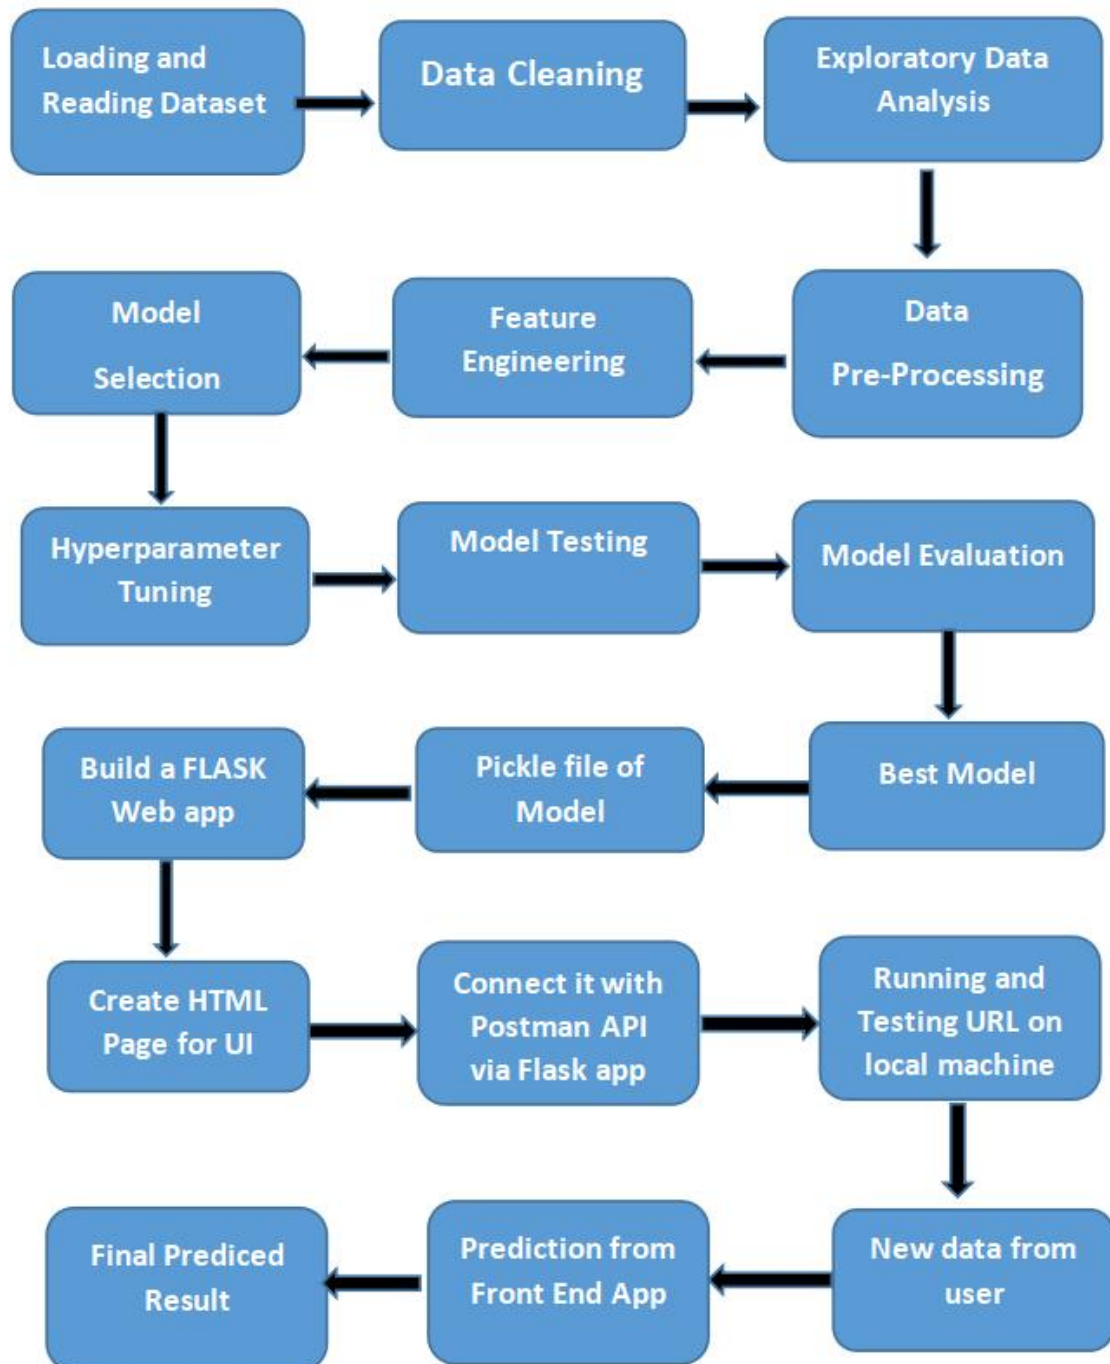 Loading and
Reading Dataset
Data Cleaning
Exploratory Data
Analysis
Data
Pre-Processing
Feature
Engineering
Model
Selection
Hyperparameter
Tuning
Model Testing
Model Evaluation
Best Model
Pickle file of
Model
Build a FLASK
Web app
Create HTML
Page for UI
Connect it with
Postman API
via Flask app
Running and
Testing URL on
local machine
New data from
user
Prediction from
Front End App
Final Prediced
Result